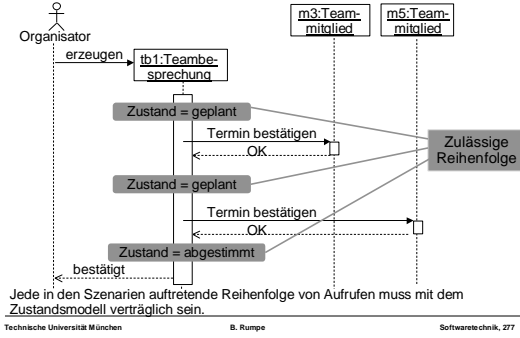 Organisator
erzeugen
tb1:Teambe-
sprechung
m3:Team-
mitglied
m5:Team-
mitglied
Zustand = geplant
Termin bestätigen
OK
Zulässige
Reihenfolge
Zustand = geplant
Termin bestätigen
OK
Zustand = abgestimmt
bestätigt
Jede in den Szenarien auftretende Reihenfolge von Aufrufen muss mit dem
Zustandsmodell verträglich sein.
Technische Universität München B. Rumpe Softwaretechnik, 277